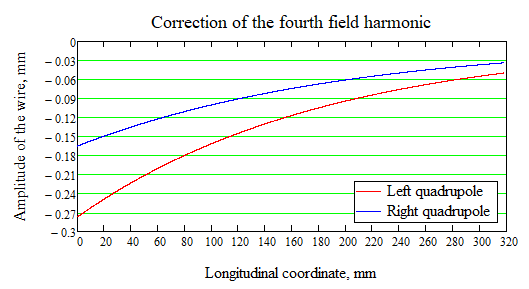 Correction of the fourth field harmonic
Amplitude of the wire, mm
0
– 0.03
– 0.06
– 0.09
– 0.12
– 0.15
– 0.18
– 0.21
– 0.24
– 0.27
– 0.3
Left quadrupole
Right quadrupole
0 20 40 60 80 100 120 140 160 180 200 220 240 260 280 300 320
Longitudinal coordinate, mm